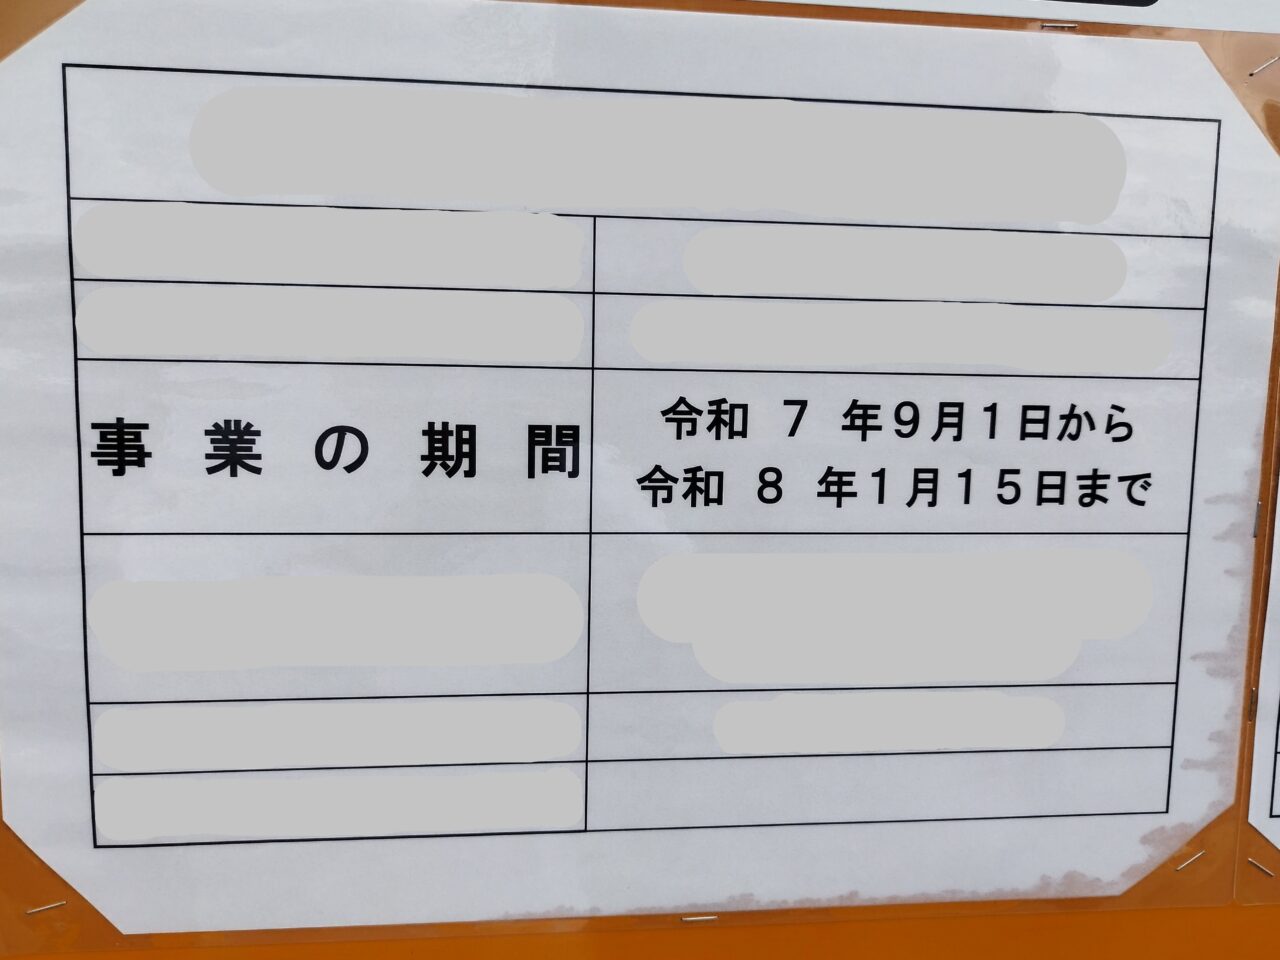 事業の期間
令和 7 年9月1日から
令和 8 年1月15日まで